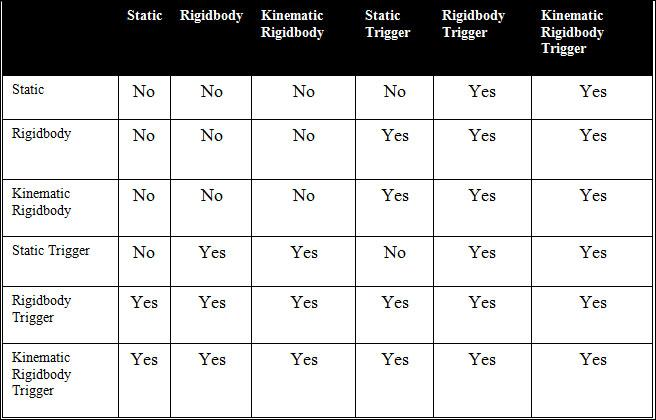 Static Rigidbody Kinematic Rigidbody Static Trigger Rigidbody Trigger Kinematic Rigidbody Trigger
Static No No No No Yes Yes
Rigidbody No No No Yes Yes Yes
Kinematic Rigidbody No No No Yes Yes Yes
Static Trigger No Yes Yes No Yes Yes
Rigidbody Trigger Yes Yes Yes Yes Yes Yes
Kinematic Rigidbody Trigger Yes Yes Yes Yes Yes Yes